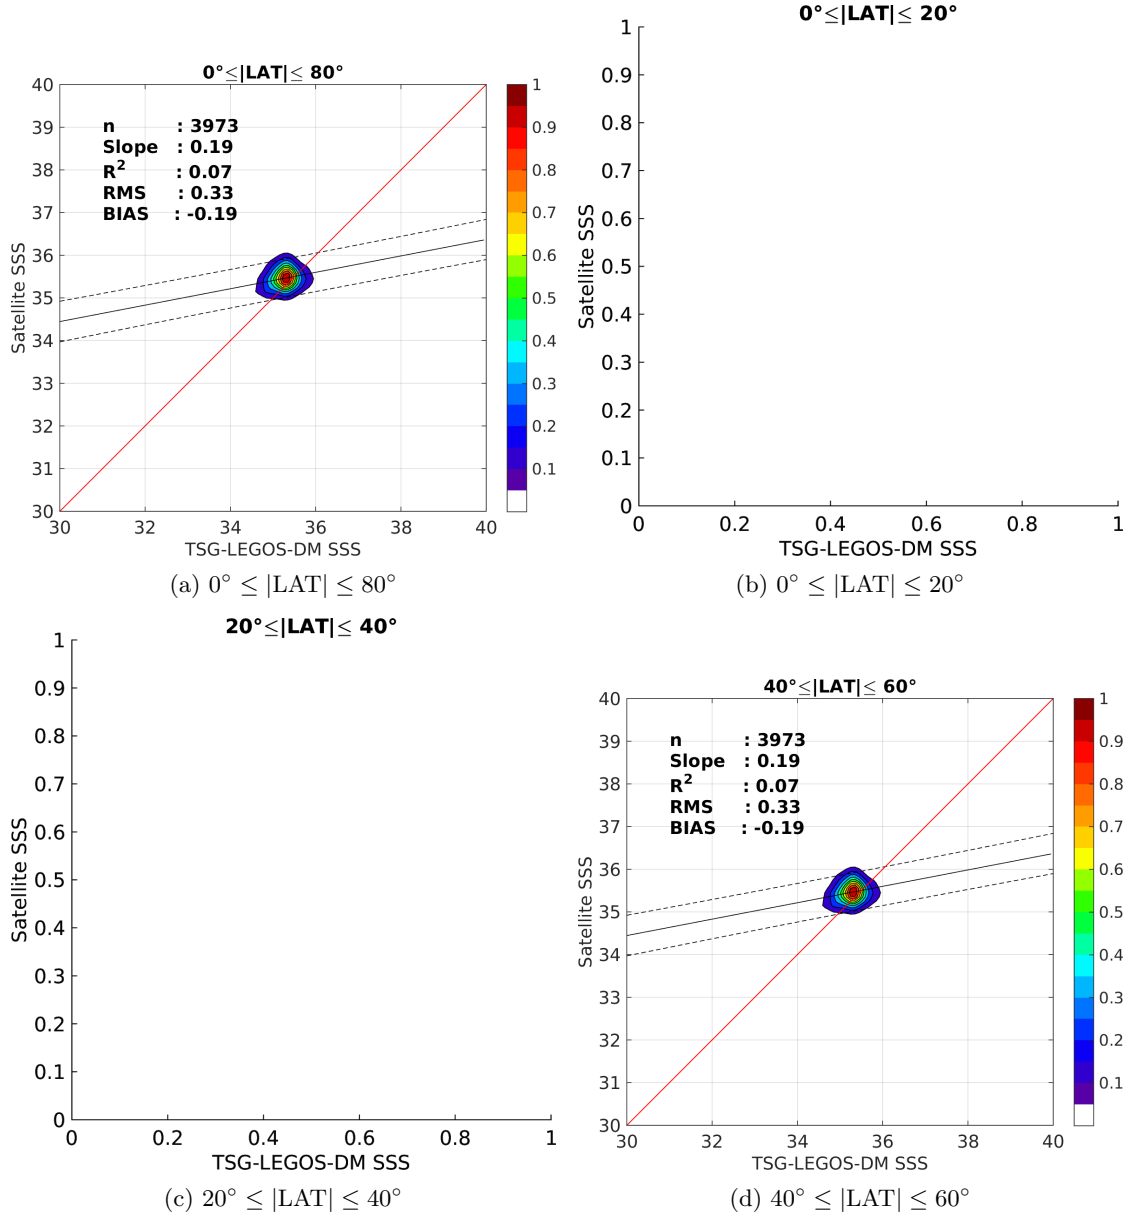 0°≤|LAT|≤ 80°
40
39
38
37
36
35
34
33
32
31
30
Satellite SSS
n : 3973
Slope : 0.19
R² : 0.07
RMS : 0.33
BIAS : -0.19
30 32 34 36 38 40
TSG-LEGOS-DM SSS
1
0.9
0.8
0.7
0.6
0.5
0.4
0.3
0.2
0.1
(a) 0° ≤ |LAT| ≤ 80°
0°≤|LAT|≤ 20°
1
0.9
0.8
0.7
0.6
0.5
0.4
0.3
0.2
0.1
0
Satellite SSS
0 0.2 0.4 0.6 0.8 1
TSG-LEGOS-DM SSS
(b) 0° ≤ |LAT| ≤ 20°
20°≤|LAT|≤ 40°
1
0.9
0.8
0.7
0.6
0.5
0.4
0.3
0.2
0.1
0
Satellite SSS
0 0.2 0.4 0.6 0.8 1
TSG-LEGOS-DM SSS
(c) 20° ≤ |LAT| ≤ 40°
40°≤|LAT|≤ 60°
40
39
38
37
36
35
34
33
32
31
30
Satellite SSS
n : 3973
Slope : 0.19
R² : 0.07
RMS : 0.33
BIAS : -0.19
30 32 34 36 38 40
TSG-LEGOS-DM SSS
1
0.9
0.8
0.7
0.6
0.5
0.4
0.3
0.2
0.1
(d) 40° ≤ |LAT| ≤ 60°